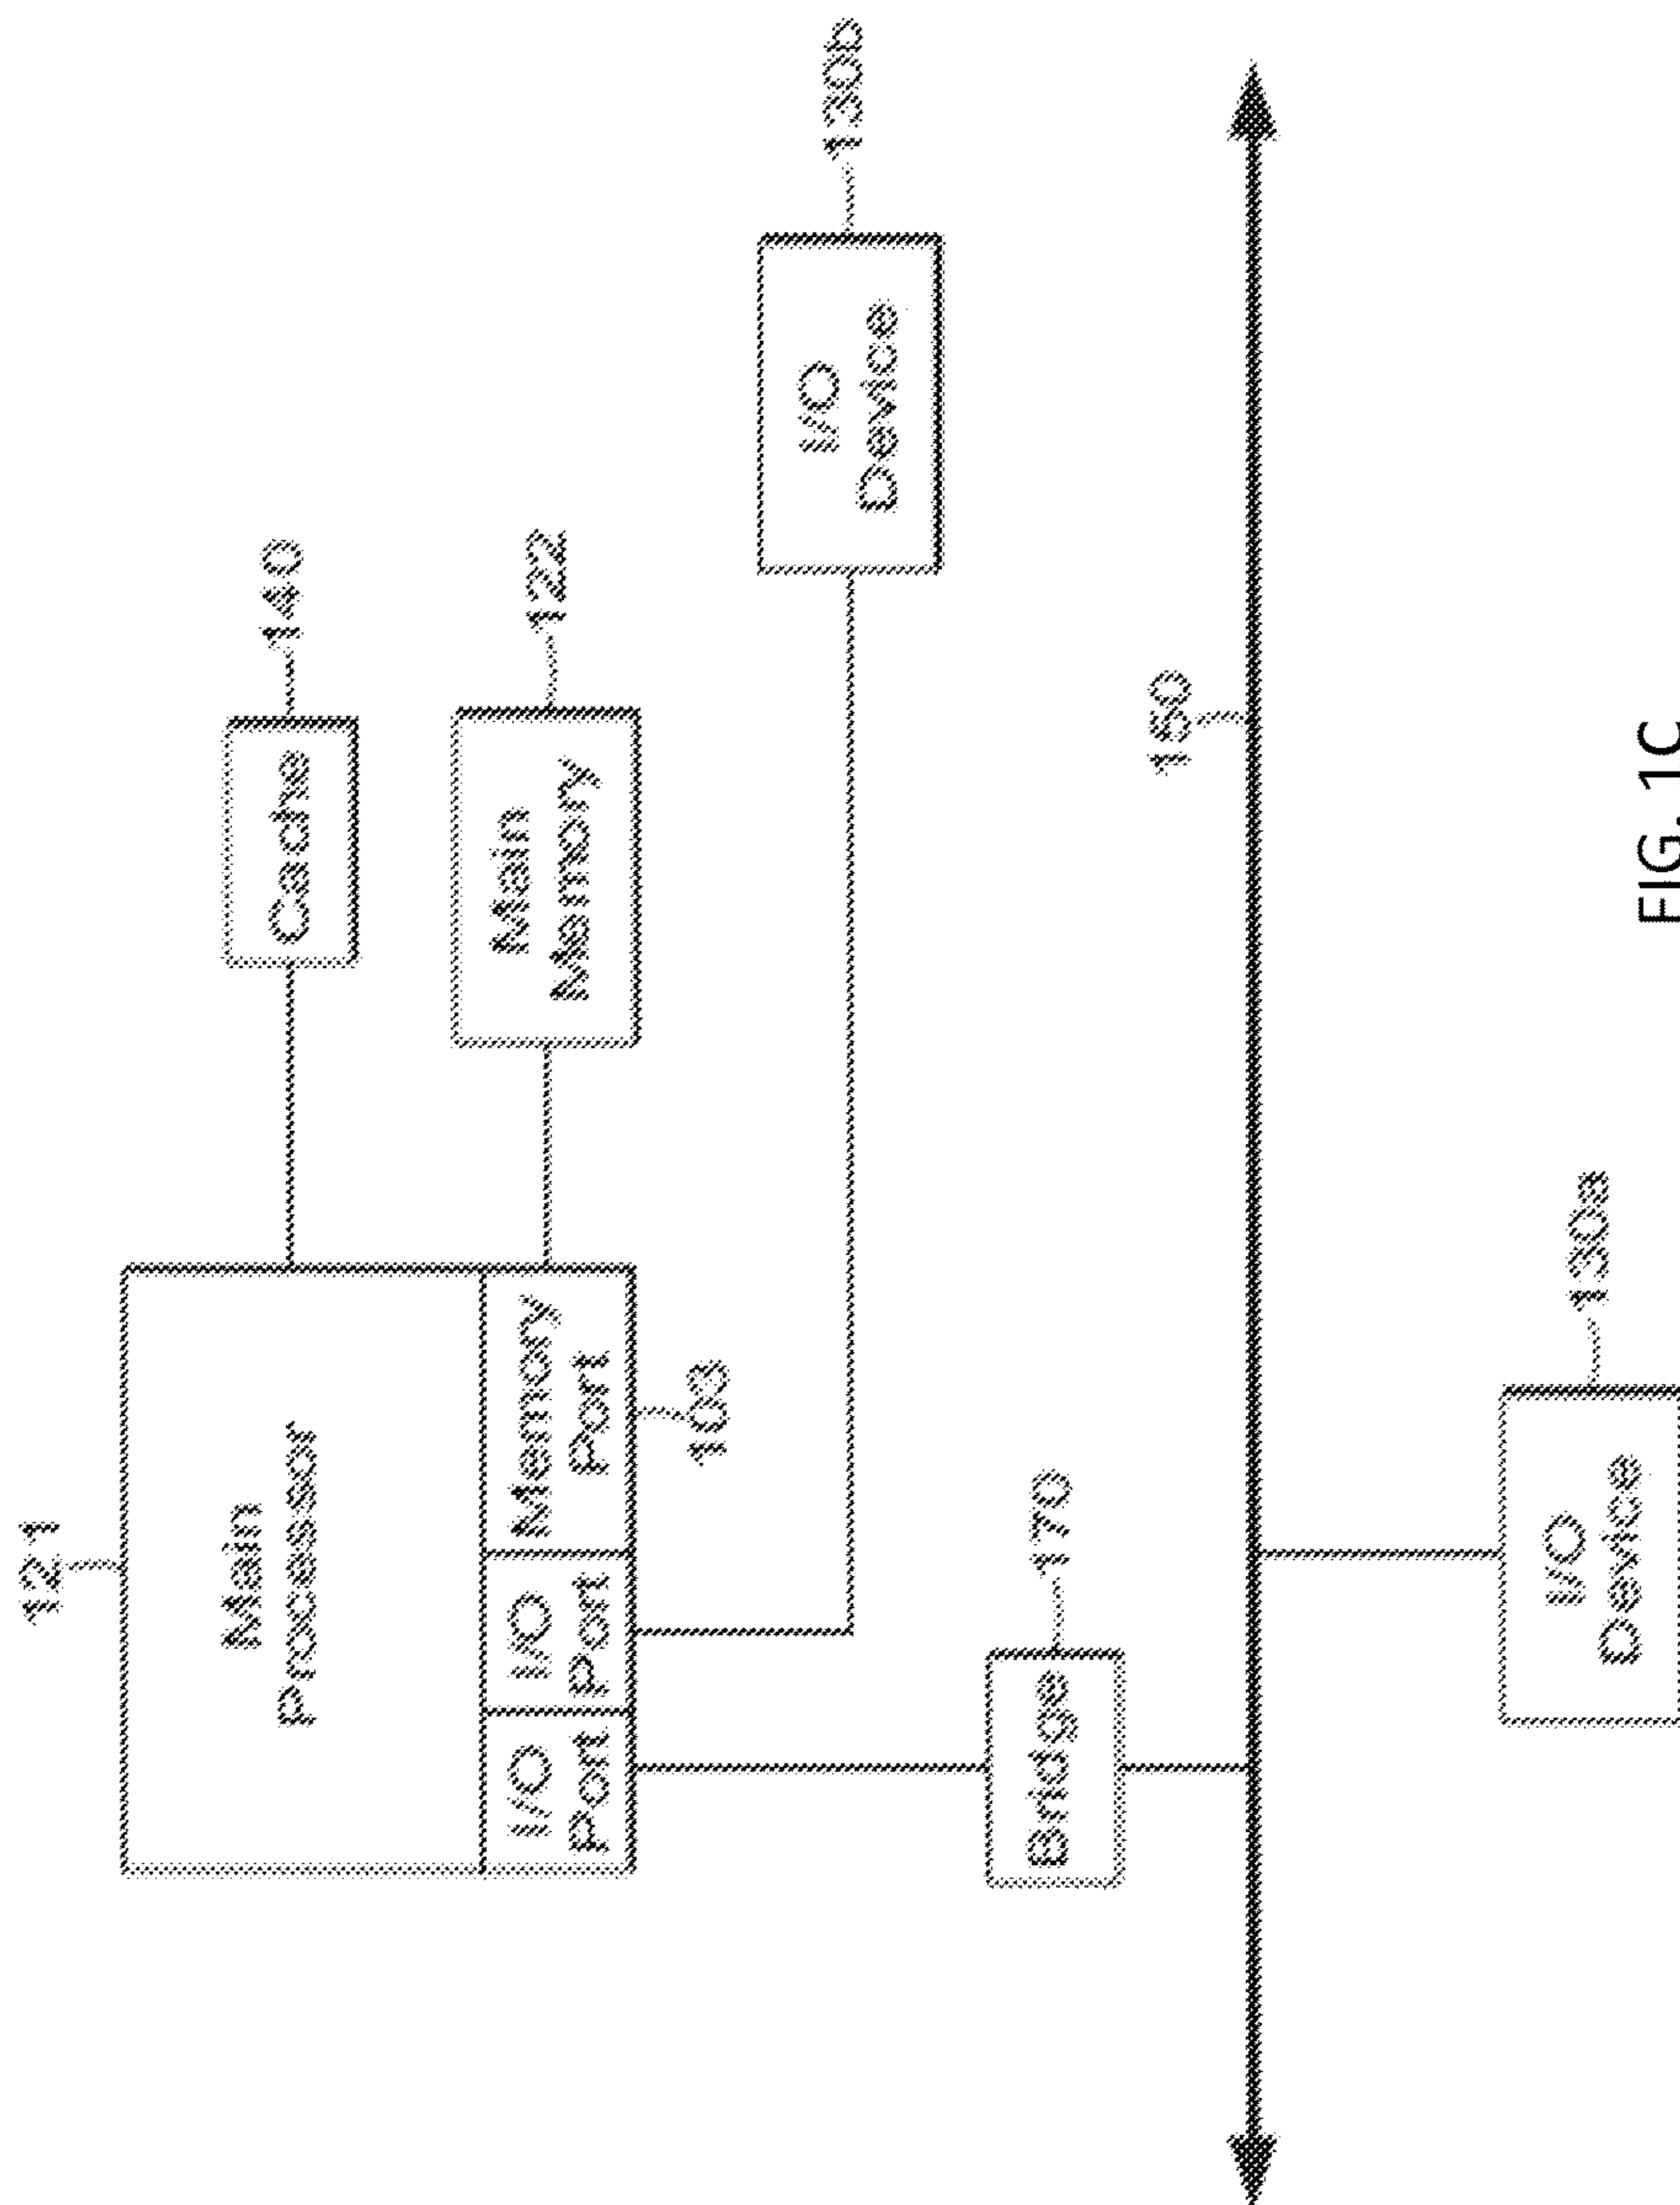 121
Main
Processor
I/O
Port
I/O
Port
Memory
Port
103
Cache
140
Main
Memory
122
I/O
Device
130b
Bridge
170
150
I/O
Device
130a
FIG. 1C